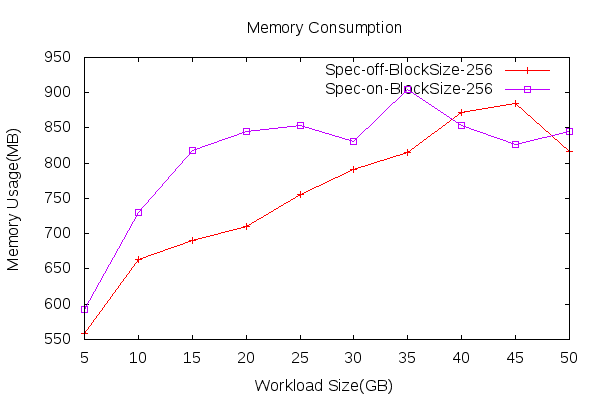 Memory Consumption
950
900
850
800
750
700
650
600
550
Memory Usage(MB)
Spec-off-BlockSize-256
Spec-on-BlockSize-256
5 10 15 20 25 30 35 40 45 50
Workload Size(GB)